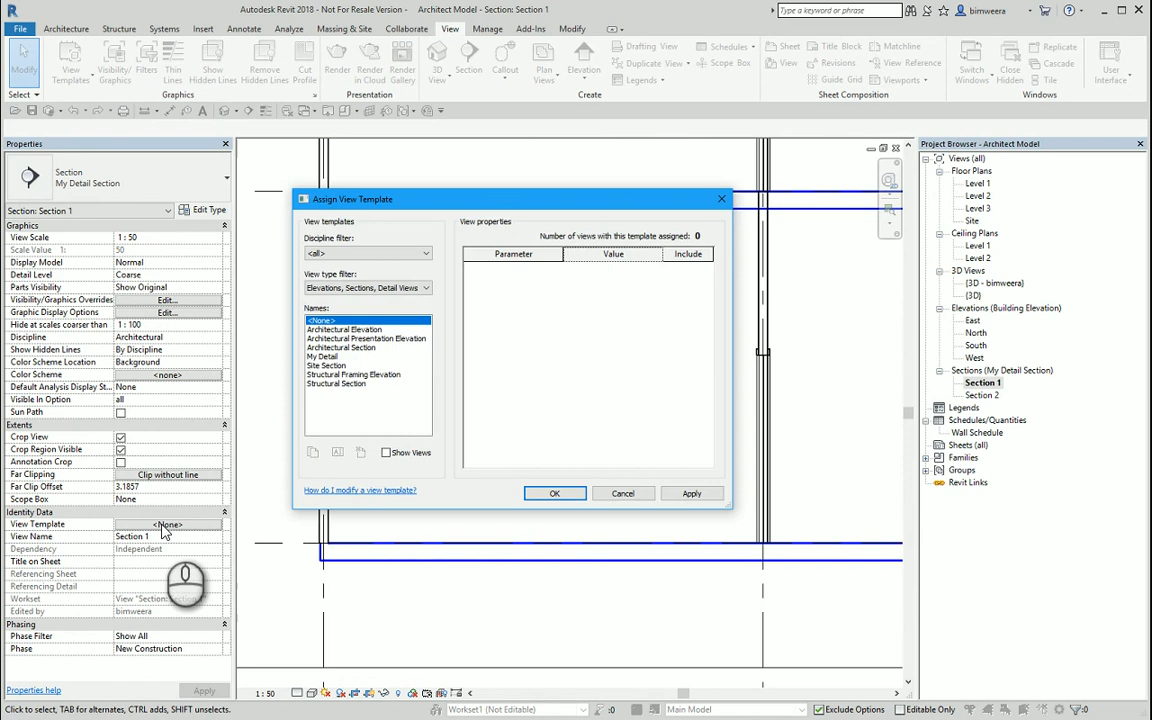 Autodesk Revit 2018 - Not For Resale Version - Architect Model - Section: Section 1
Type a keyword or phrase
bimweera
File Architecture Structure Systems Insert Annotate Analyze Massing & Site Collaborate View Manage Add-Ins Modify
Modify
View Templates
Visibility/ Graphics
Filters
Thin Lines
Show Hidden Lines
Remove Hidden Lines
Cut Profile
Render
Render in Cloud
Render Gallery
3D View
Section
Callout
Plan Views
Elevation
Drafting View
Duplicate View
Legends
Schedules
Scope Box
Sheet
View
Title Block
Revisions
Guide Grid
Matchline
View Reference
Viewports
Switch Windows
Close Hidden
Replicate
Cascade
Tile
User Interface
Select Graphics Presentation Create Sheet Composition Windows
Properties
Section
My Detail Section
Section: Section 1 Edit Type
Graphics
View Scale 1 : 50
Scale Value 1: 50
Display Model Normal
Detail Level Coarse
Parts Visibility Show Original
Visibility/Graphics Overrides Edit...
Graphic Display Options Edit...
Hide at scales coarser than 1 : 100
Discipline Architectural
Show Hidden Lines By Discipline
Color Scheme Location Background
Color Scheme <none>
Default Analysis Display St... None
Visible In Option all
Sun Path
Extents
Crop View
Crop Region Visible
Annotation Crop
Far Clipping Clip without line
Far Clip Offset 3.1857
Scope Box None
Identity Data
View Template <None>
View Name Section 1
Dependency Independent
Title on Sheet
Referencing Sheet
Referencing Detail
Workset View "Section:
Edited by bimweera
Phasing
Phase Filter Show All
Phase New Construction
Properties help Apply
Assign View Template
View templates
Discipline filter:
<all>
View type filter:
Elevations, Sections, Detail Views
Names:
<None>
Architectural Elevation
Architectural Presentation Elevation
Architectural Section
My Detail
Site Section
Structural Framing Elevation
Structural Section
Show Views
How do I modify a view template?
View properties
Number of views with this template assigned: 0
Parameter Value Include
OK Cancel Apply
Project Browser - Architect Model
Views (all)
Floor Plans
Level 1
Level 2
Level 3
Site
Ceiling Plans
Level 1
Level 2
3D Views
{3D - bimweera}
{3D}
Elevations (Building Elevation)
East
North
South
West
Sections (My Detail Section)
Section 1
Section 2
Legends
Schedules/Quantities
Wall Schedule
Sheets (all)
Families
Groups
Revit Links
1 : 50
Click to select, TAB for alternates, CTRL adds, SHIFT unselects.
Workset1 (Not Editable) :0 Main Model Exclude Options Editable Only :0